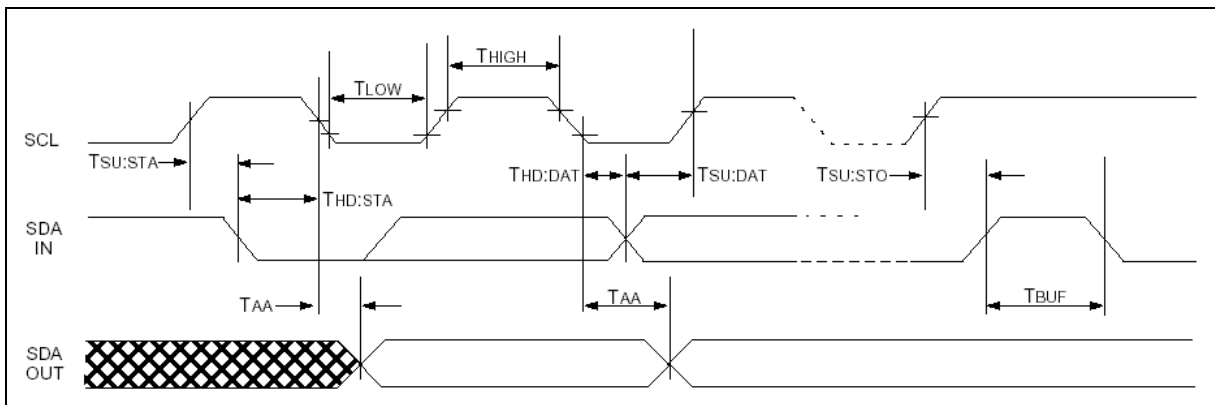 THIGH
TLOW
SCL
TSU:STA
THD:STA
THD:DAT
TSU:DAT
TSU:STO
SDA
IN
TAA
TAA
TBUF
SDA
OUT